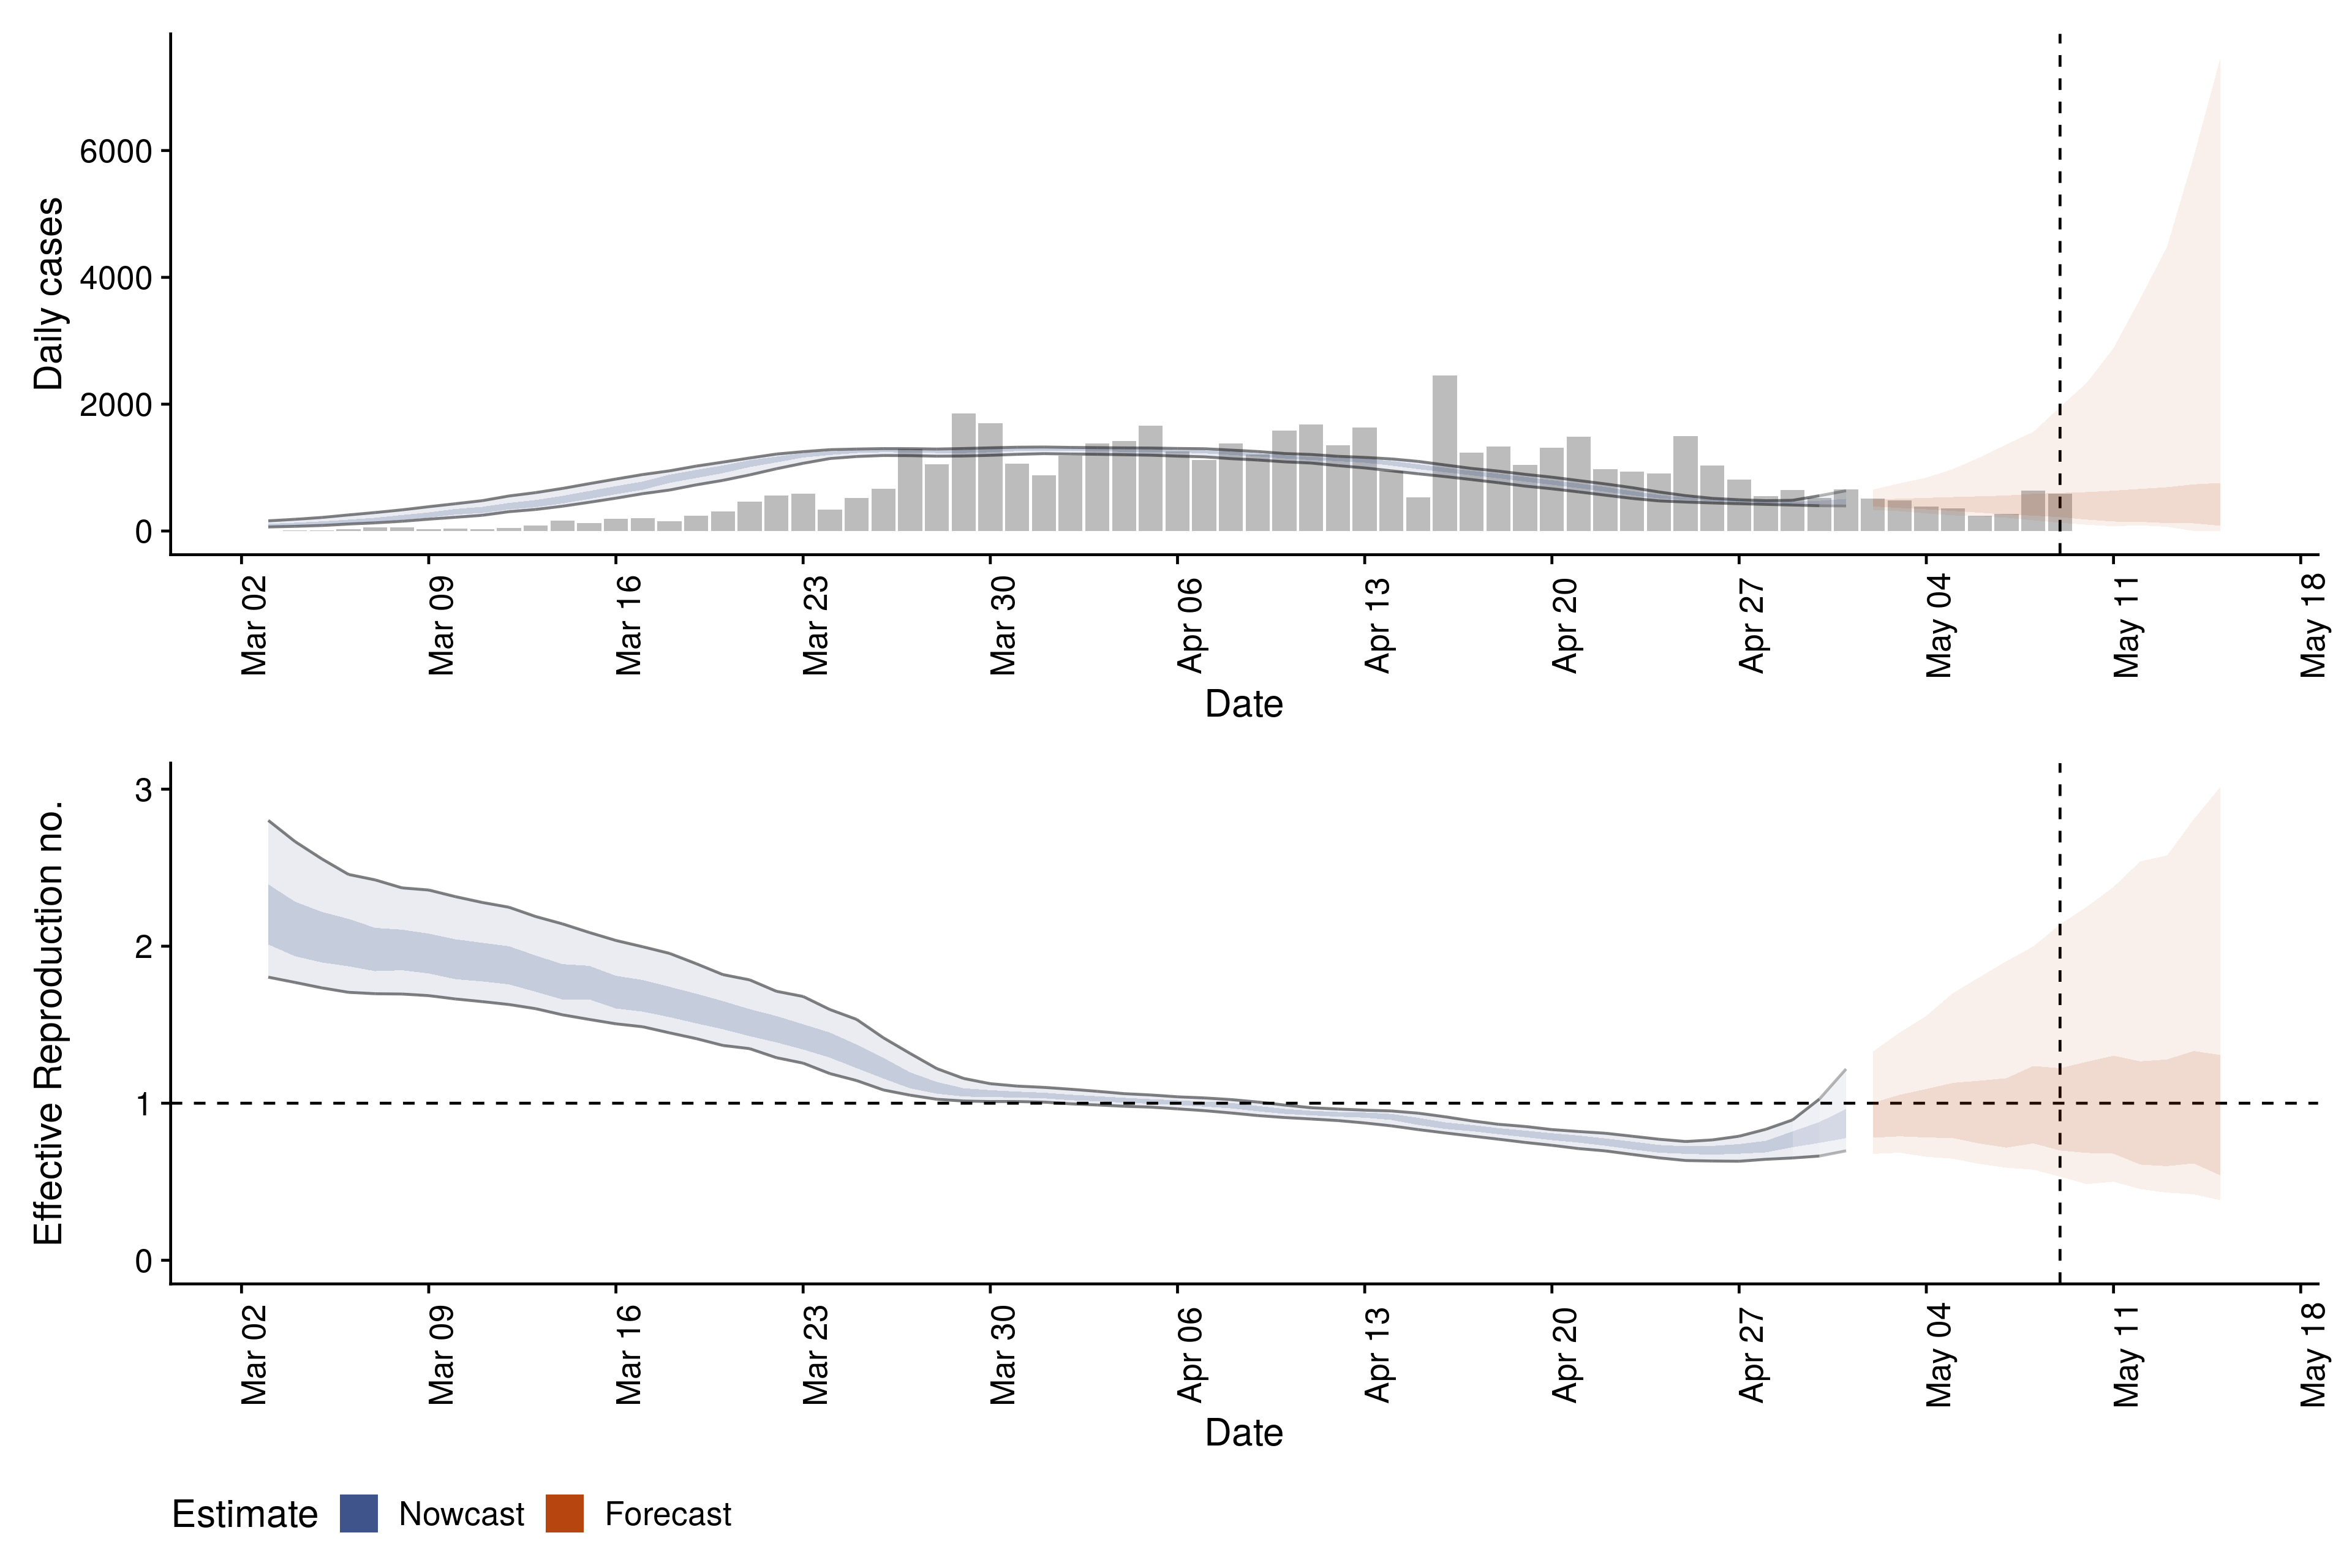 Daily cases
6000
4000
2000
0
Mar 02
Mar 09
Mar 16
Mar 23
Mar 30
Apr 06
Apr 13
Apr 20
Apr 27
May 04
May 11
May 18
Date
Effective Reproduction no.
3
2
1
0
Mar 02
Mar 09
Mar 16
Mar 23
Mar 30
Apr 06
Apr 13
Apr 20
Apr 27
May 04
May 11
May 18
Date
Estimate Nowcast Forecast